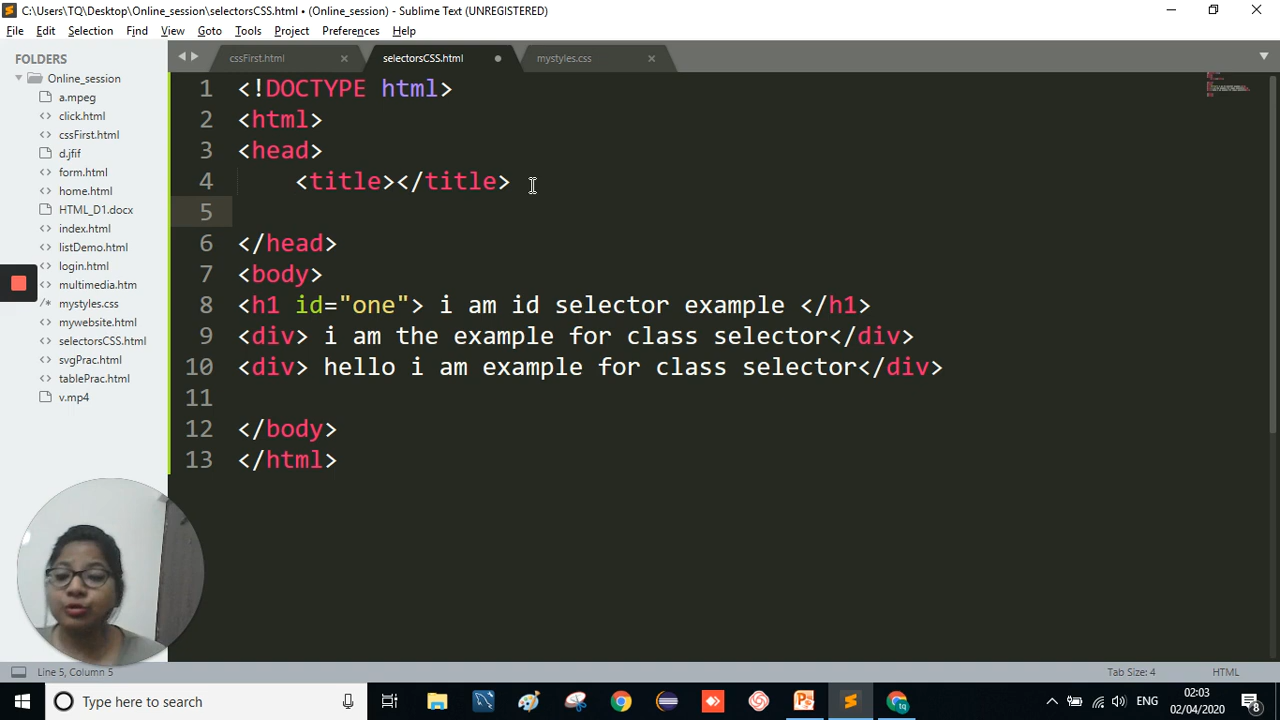 C:\Users\TQ\Desktop\Online_session\selectorsCSS.html • (Online_session) - Sublime Text (UNREGISTERED)
File Edit Selection Find View Goto Tools Project Preferences Help
FOLDERS
Online_session
a.mpeg
click.html
cssFirst.html
d.jfif
form.html
home.html
HTML_D1.docx
index.html
listDemo.html
login.html
multimedia.htm
mystyles.css
mywebsite.html
selectorsCSS.html
svgPrac.html
tablePrac.html
v.mp4
cssFirst.html selectorsCSS.html mystyles.css
1 <!DOCTYPE html>
2 <html>
3 <head>
4 <title></title>
5
6 </head>
7 <body>
8 <h1 id="one"> i am id selector example </h1>
9 <div> i am the example for class selector</div>
10 <div> hello i am example for class selector</div>
11
12 </body>
13 </html>
Line 5, Column 5 Tab Size: 4 HTML
Type here to search
ENG 02:03
02/04/2020
8